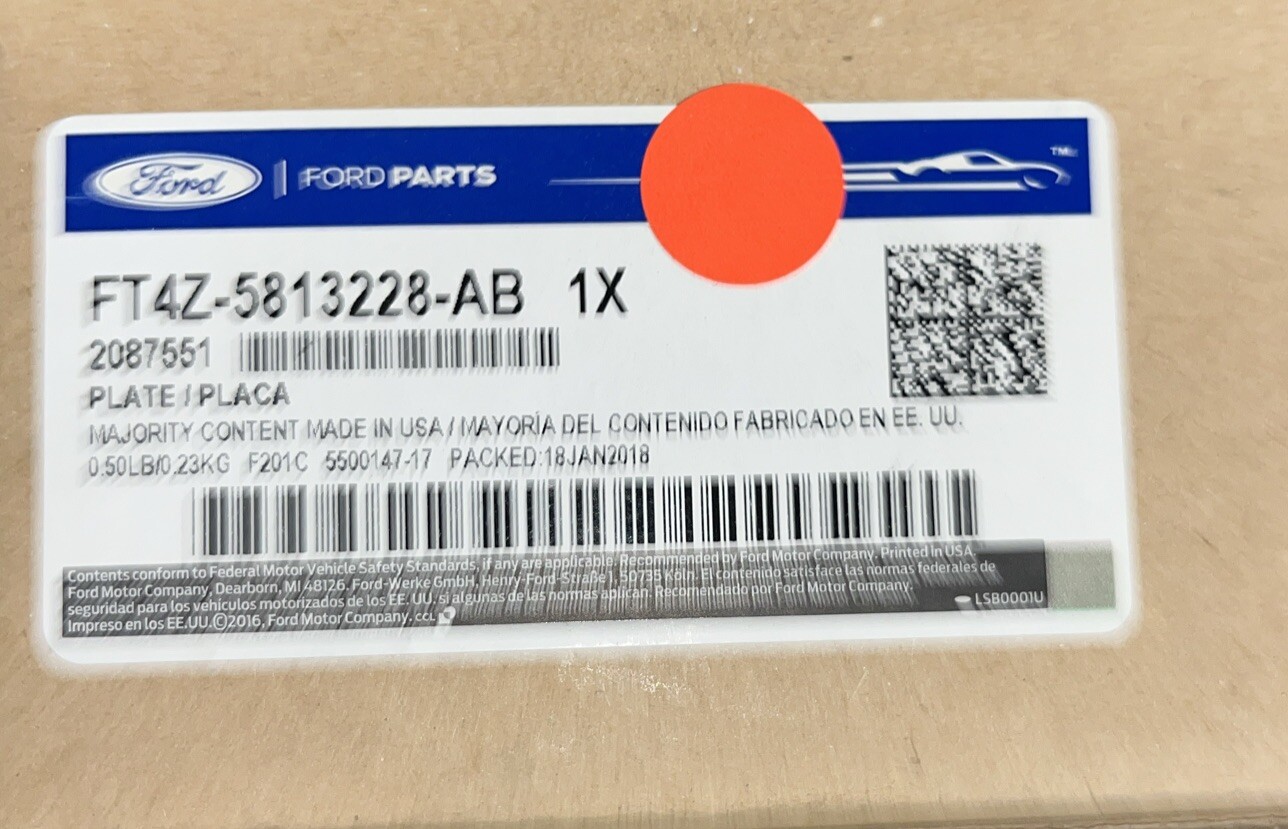 Ford | FORD PARTS
TM
FT4Z-5813228-AB 1X
2087551
PLATE / PLACA
MAJORITY CONTENT MADE IN USA / MAYORÍA DEL CONTENIDO FABRICADO EN EE. UU.
0.50LB/0.23KG F201C 5500147-17 PACKED:18JAN2018
Contents conform to Federal Motor Vehicle Safety Standards, if any are applicable. Recommended by Ford Motor Company. Printed in USA.
Ford Motor Company, Dearborn, MI 48126. Ford-Werke GmbH, Henry-Ford-Straße 1, 50735 Köln. El contenido satisface las normas federales de
seguridad para los vehículos motorizados de los EE. UU. si algunas de las normas aplican. Recomendado por Ford Motor Company.
Impreso en los EE.UU.©2016, Ford Motor Company. CCL
LSB0001U